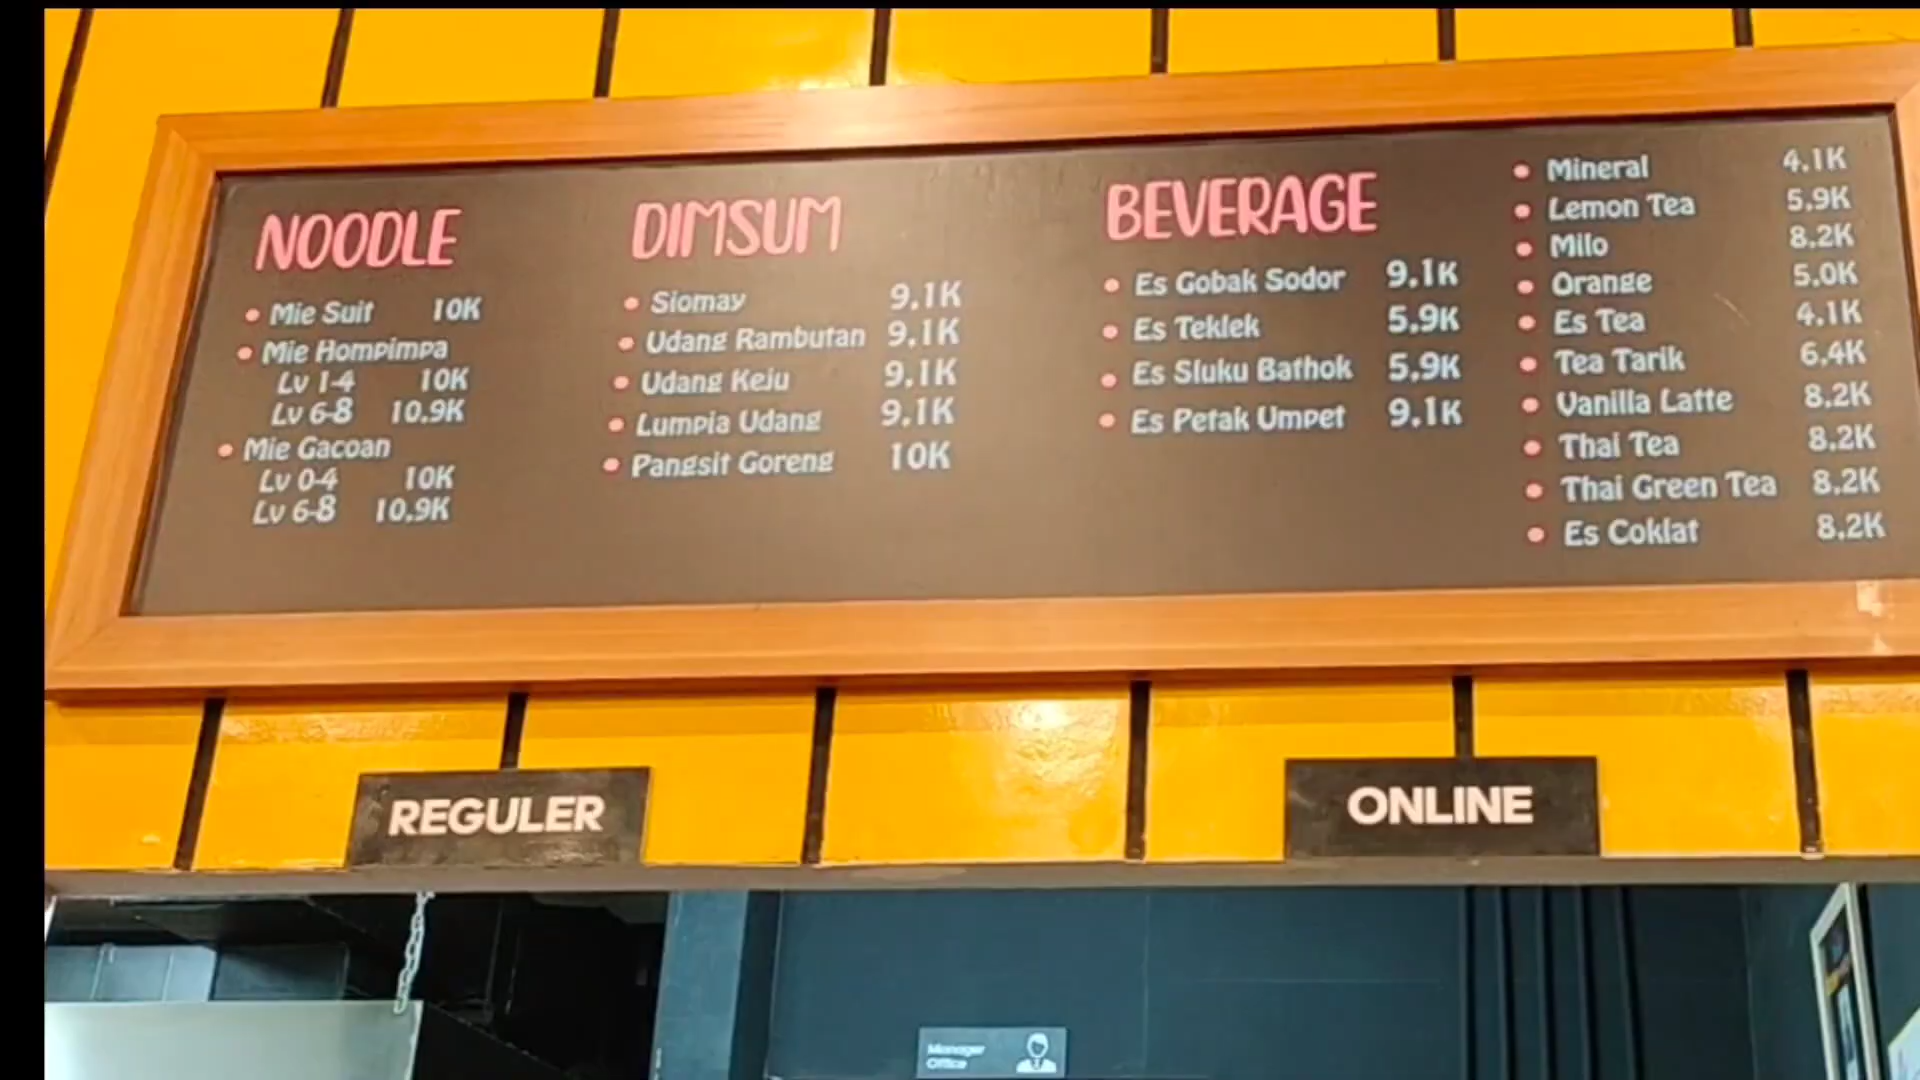 NOODLE
Mie Suit 10K
Mie Hompimpa
Lv 1-4 10K
Lv 6-8 10.9K
Mie Gacoan
Lv 0-4 10K
Lv 6-8 10.9K
DIMSUM
Siomay 9.1K
Udang Rambutan 9.1K
Udang Keju 9.1K
Lumpia Udang 9.1K
Pangsit Goreng 10K
BEVERAGE
Es Gobak Sodor 9.1K
Es Teklek 5.9K
Es Sluku Bathok 5.9K
Es Petak Umpet 9.1K
Mineral 4.1K
Lemon Tea 5.9K
Milo 8.2K
Orange 5.0K
Es Tea 4.1K
Tea Tarik 6.4K
Vanilla Latte 8.2K
Thai Tea 8.2K
Thai Green Tea 8.2K
Es Coklat 8.2K
REGULER
ONLINE
Manager
Office